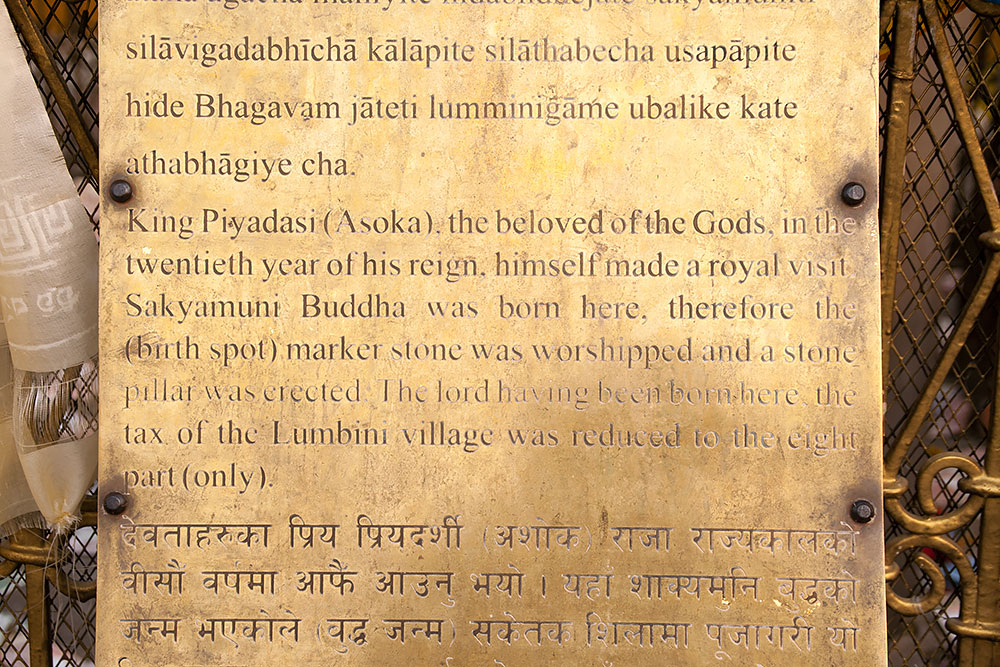 silāvigadabhīchā kālāpite silāthabecha usapāpite
hide Bhagavaṃ jāteti lumminigāme ubalike kate
athabhāgiye cha.
King Piyadasi (Asoka), the beloved of the Gods, in the
twentieth year of his reign, himself made a royal visit
Sakyamuni Buddha was born here, therefore the
(birth spot) marker stone was worshipped and a stone
pillar was erected. The lord having been born here, the
tax of the Lumbini village was reduced to the eight
part (only).
देवताहरुका प्रिय प्रियदर्शी (अशोक) राजा राज्यकालको
वीसौं वर्षमा आफै आउनु भयो । यहाँ शाक्यमुनि वुद्धको
जन्म भएकोले (वुद्ध जन्म) संकेतक शिलामा पूजागरी यो